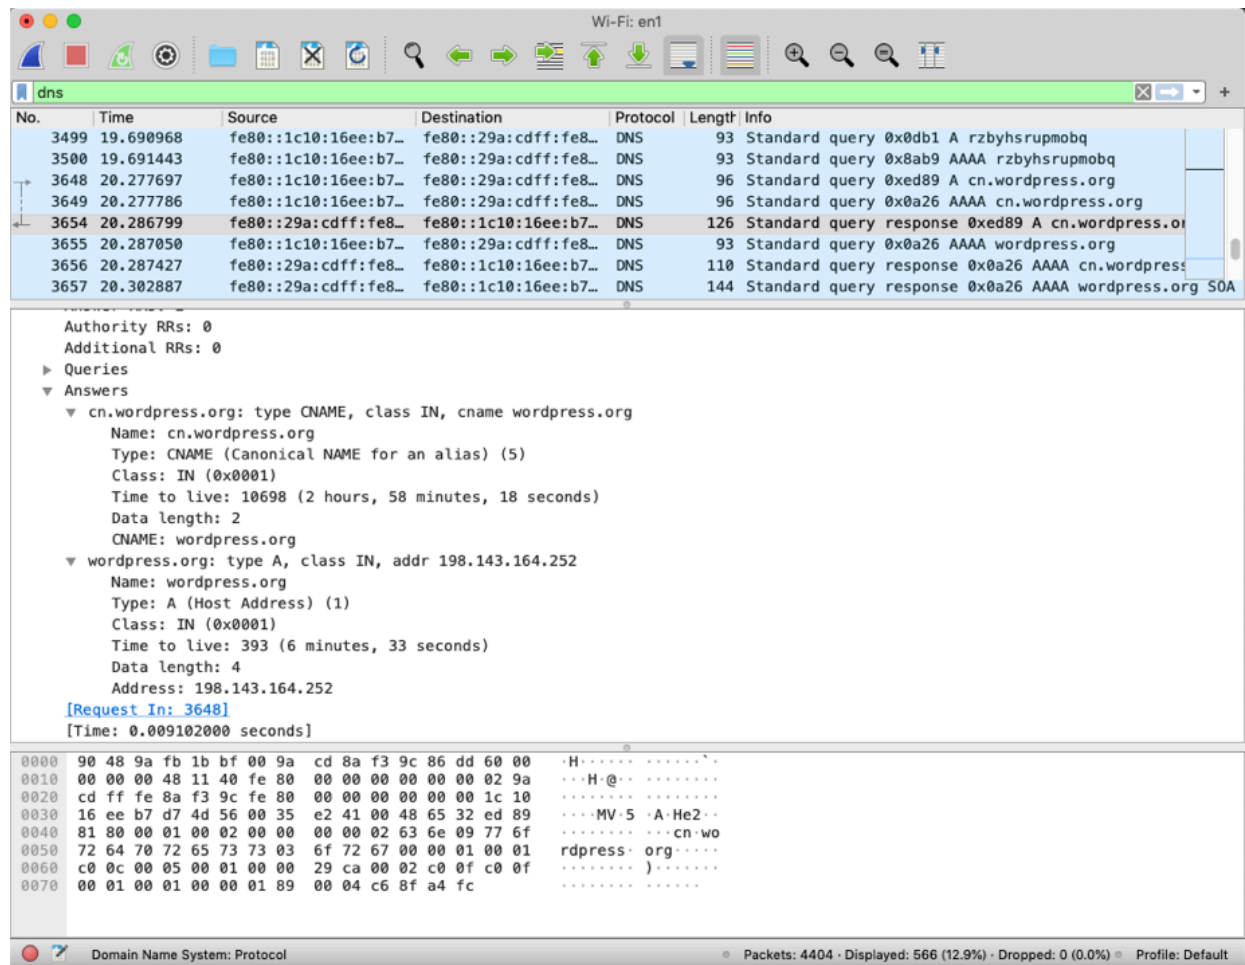 Wi-Fi: en1
dns
+
No. Time Source Destination Protocol Length Info
3499 19.690968 fe80::1c10:16ee:b7… fe80::29a:cdff:fe8… DNS 93 Standard query 0x0db1 A rzbyhsrupmobq
3500 19.691443 fe80::1c10:16ee:b7… fe80::29a:cdff:fe8… DNS 93 Standard query 0x8ab9 AAAA rzbyhsrupmobq
3648 20.277697 fe80::1c10:16ee:b7… fe80::29a:cdff:fe8… DNS 96 Standard query 0xed89 A cn.wordpress.org
3649 20.277786 fe80::1c10:16ee:b7… fe80::29a:cdff:fe8… DNS 96 Standard query 0x0a26 AAAA cn.wordpress.org
3654 20.286799 fe80::29a:cdff:fe8… fe80::1c10:16ee:b7… DNS 126 Standard query response 0xed89 A cn.wordpress.or
3655 20.287050 fe80::1c10:16ee:b7… fe80::29a:cdff:fe8… DNS 93 Standard query 0x0a26 AAAA wordpress.org
3656 20.287427 fe80::29a:cdff:fe8… fe80::1c10:16ee:b7… DNS 110 Standard query response 0x0a26 AAAA cn.wordpress
3657 20.302887 fe80::29a:cdff:fe8… fe80::1c10:16ee:b7… DNS 144 Standard query response 0x0a26 AAAA wordpress.org SOA
Authority RRs: 0
Additional RRs: 0
Queries
Answers
cn.wordpress.org: type CNAME, class IN, cname wordpress.org
Name: cn.wordpress.org
Type: CNAME (Canonical NAME for an alias) (5)
Class: IN (0x0001)
Time to live: 10698 (2 hours, 58 minutes, 18 seconds)
Data length: 2
CNAME: wordpress.org
wordpress.org: type A, class IN, addr 198.143.164.252
Name: wordpress.org
Type: A (Host Address) (1)
Class: IN (0x0001)
Time to live: 393 (6 minutes, 33 seconds)
Data length: 4
Address: 198.143.164.252
[Request In: 3648]
[Time: 0.009102000 seconds]
0000 90 48 9a fb 1b bf 00 9a cd 8a f3 9c 86 dd 60 00 ·H······ ······`·
0010 00 00 00 48 11 40 fe 80 00 00 00 00 00 00 02 9a ···H·@·· ········
0020 cd ff fe 8a f3 9c fe 80 00 00 00 00 00 00 1c 10 ········ ········
0030 16 ee b7 d7 4d 56 00 35 e2 41 00 48 65 32 ed 89 ····MV·5 ·A·He2··
0040 81 80 00 01 00 02 00 00 00 00 02 63 6e 09 77 6f ········ ···cn·wo
0050 72 64 70 72 65 73 73 03 6f 72 67 00 00 01 00 01 rdpress· org·····
0060 c0 0c 00 05 00 01 00 00 29 ca 00 02 c0 0f c0 0f ········ )·······
0070 00 01 00 01 00 00 01 89 00 04 c6 8f a4 fc ········ ······
Domain Name System: Protocol Packets: 4404 · Displayed: 566 (12.9%) · Dropped: 0 (0.0%) Profile: Default